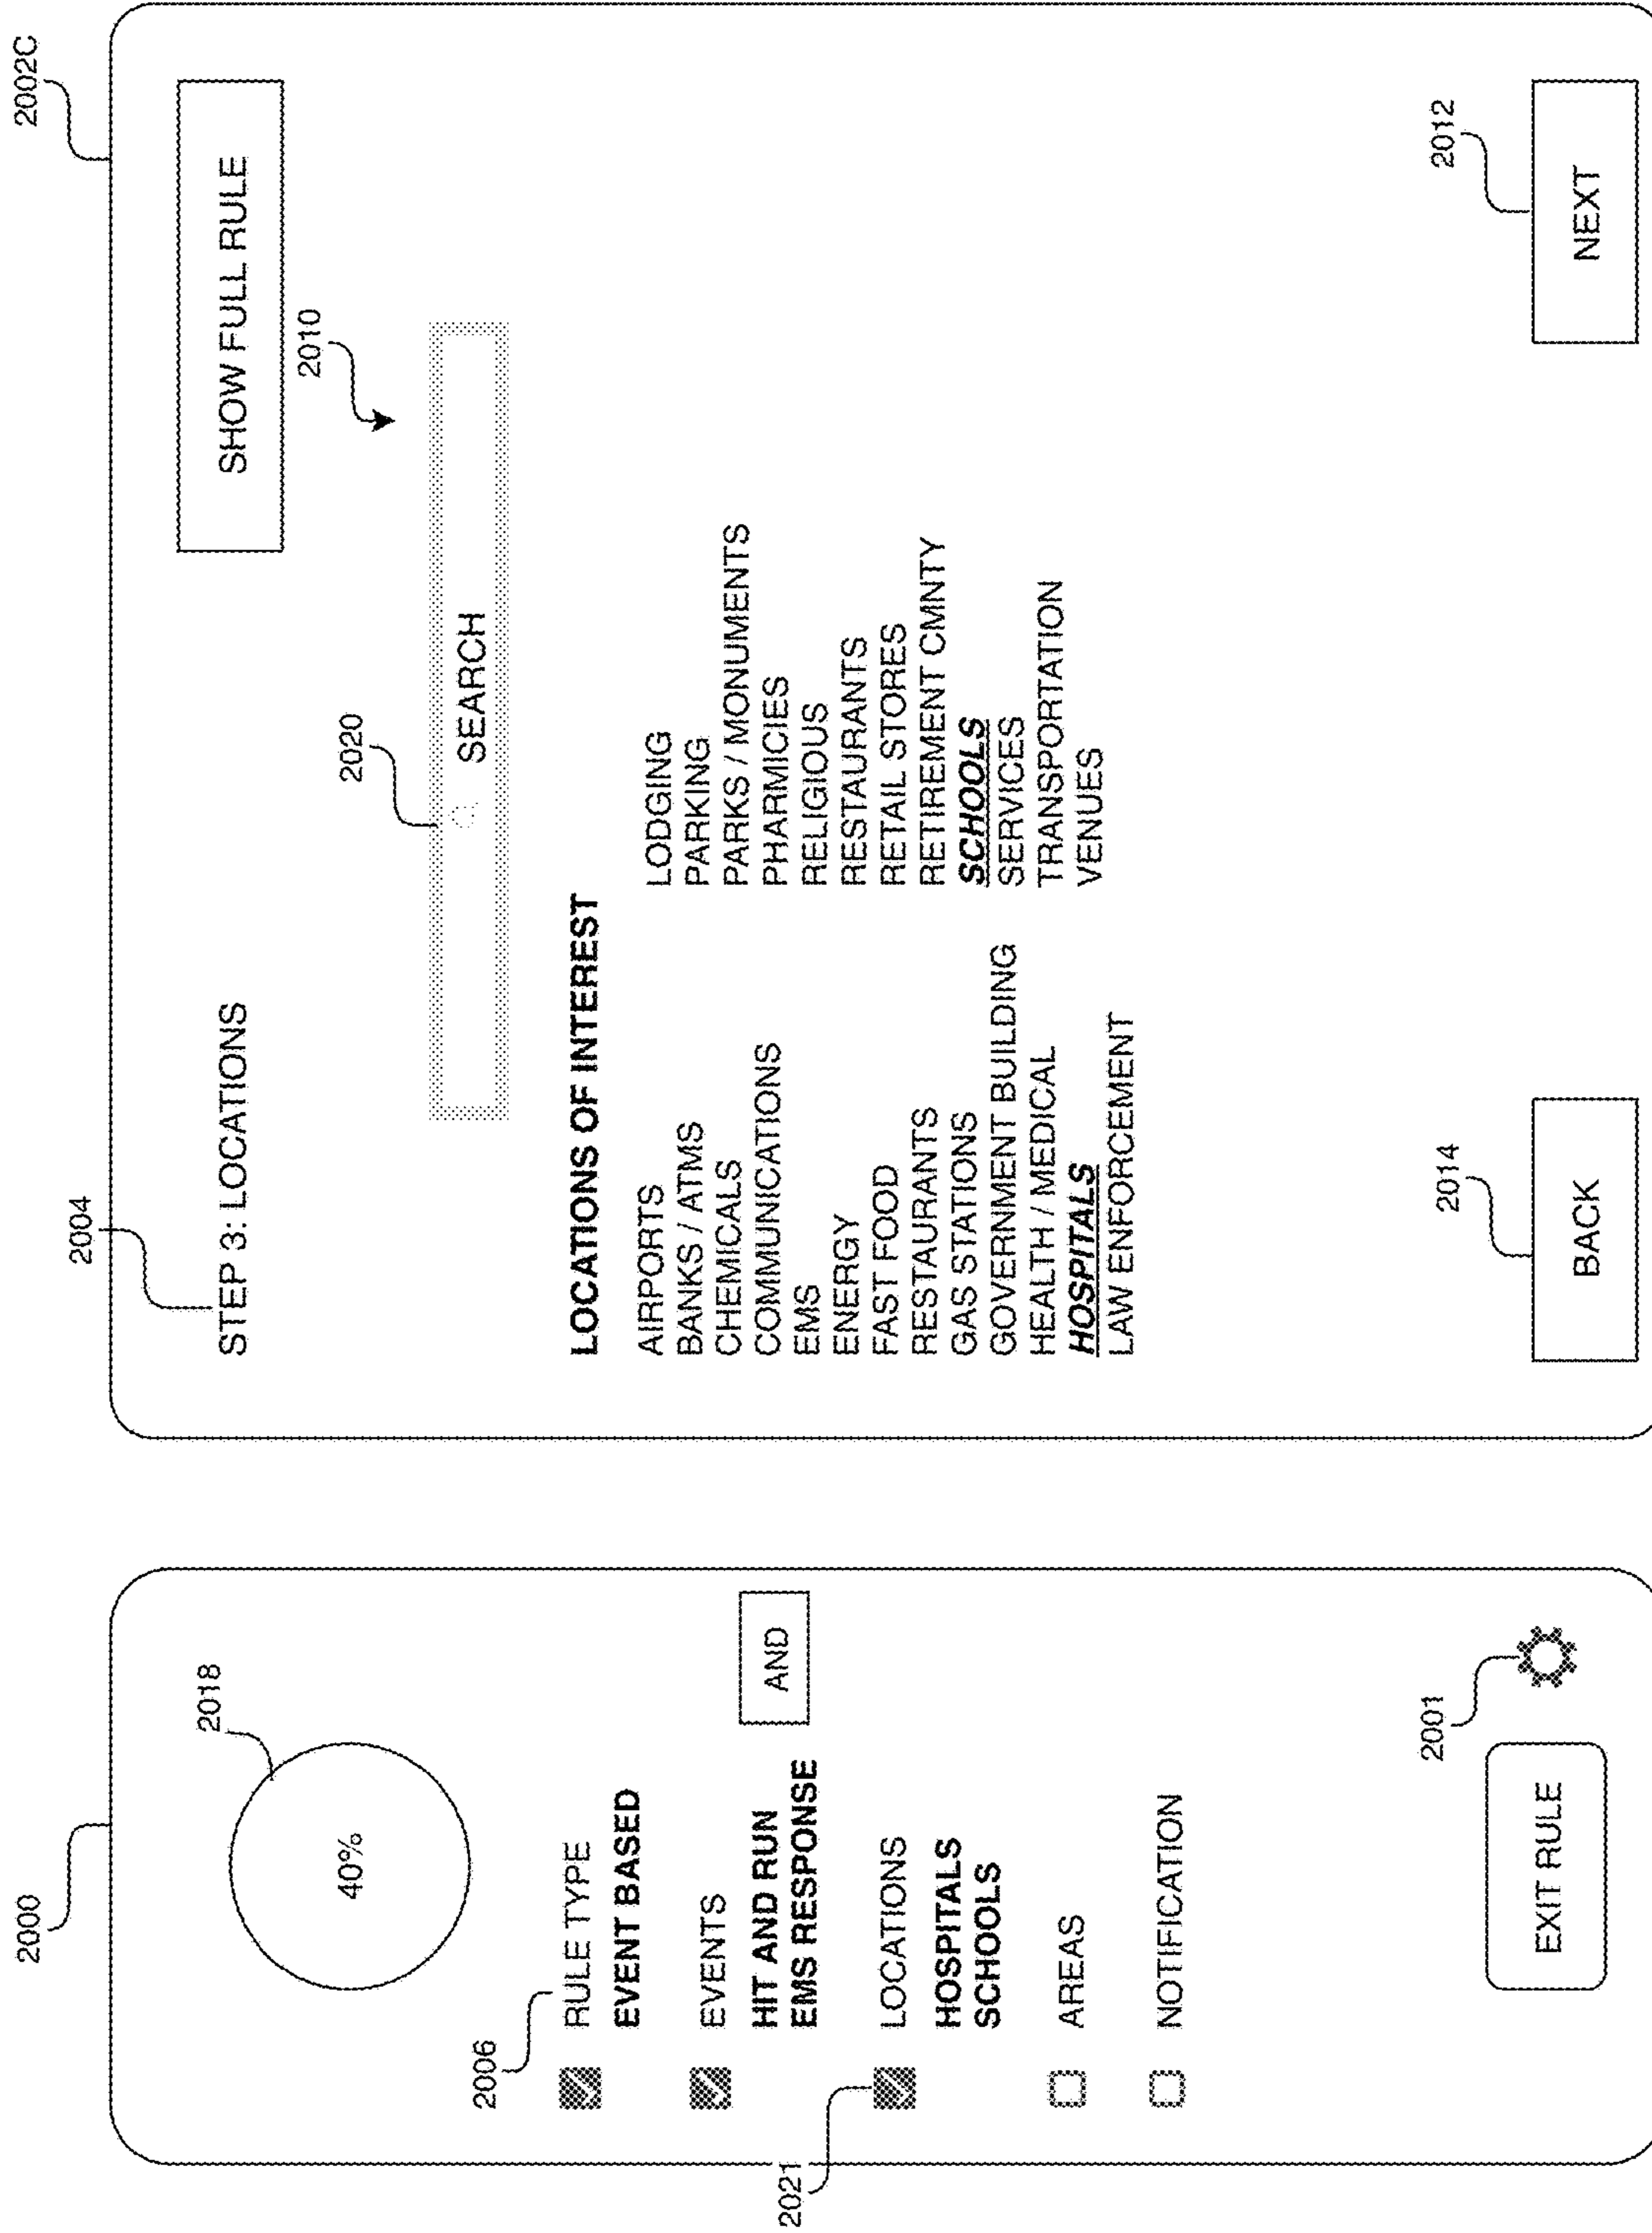 2000
2018
40%
2006
RULE TYPE
EVENT BASED
EVENTS
HIT AND RUN
EMS RESPONSE
AND
2021
LOCATIONS
HOSPITALS
SCHOOLS
AREAS
NOTIFICATION
2001
EXIT RULE
2002C
2004
STEP 3: LOCATIONS
SHOW FULL RULE
2010
2020
SEARCH
LOCATIONS OF INTEREST
AIRPORTS
BANKS / ATMS
CHEMICALS
COMMUNICATIONS
EMS
ENERGY
FAST FOOD
RESTAURANTS
GAS STATIONS
GOVERNMENT BUILDING
HEALTH / MEDICAL
HOSPITALS
LAW ENFORCEMENT
LODGING
PARKING
PARKS / MONUMENTS
PHARMICIES
RELIGIOUS
RESTAURANTS
RETAIL STORES
RETIREMENT CMNTY
SCHOOLS
SERVICES
TRANSPORTATION
VENUES
2014
BACK
2012
NEXT